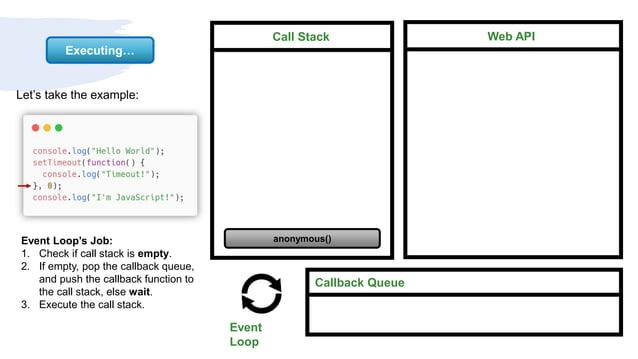 Executing...
Let's take the example:
console.log("Hello World");
setTimeout(function() {
console.log("Timeout!");
}, 0);
console.log("I'm JavaScript!");
Event Loop's Job:
1. Check if call stack is empty.
2. If empty, pop the callback queue,
and push the callback function to
the call stack, else wait.
3. Execute the call stack.
Call Stack
anonymous()
Web API
Event
Loop
Callback Queue